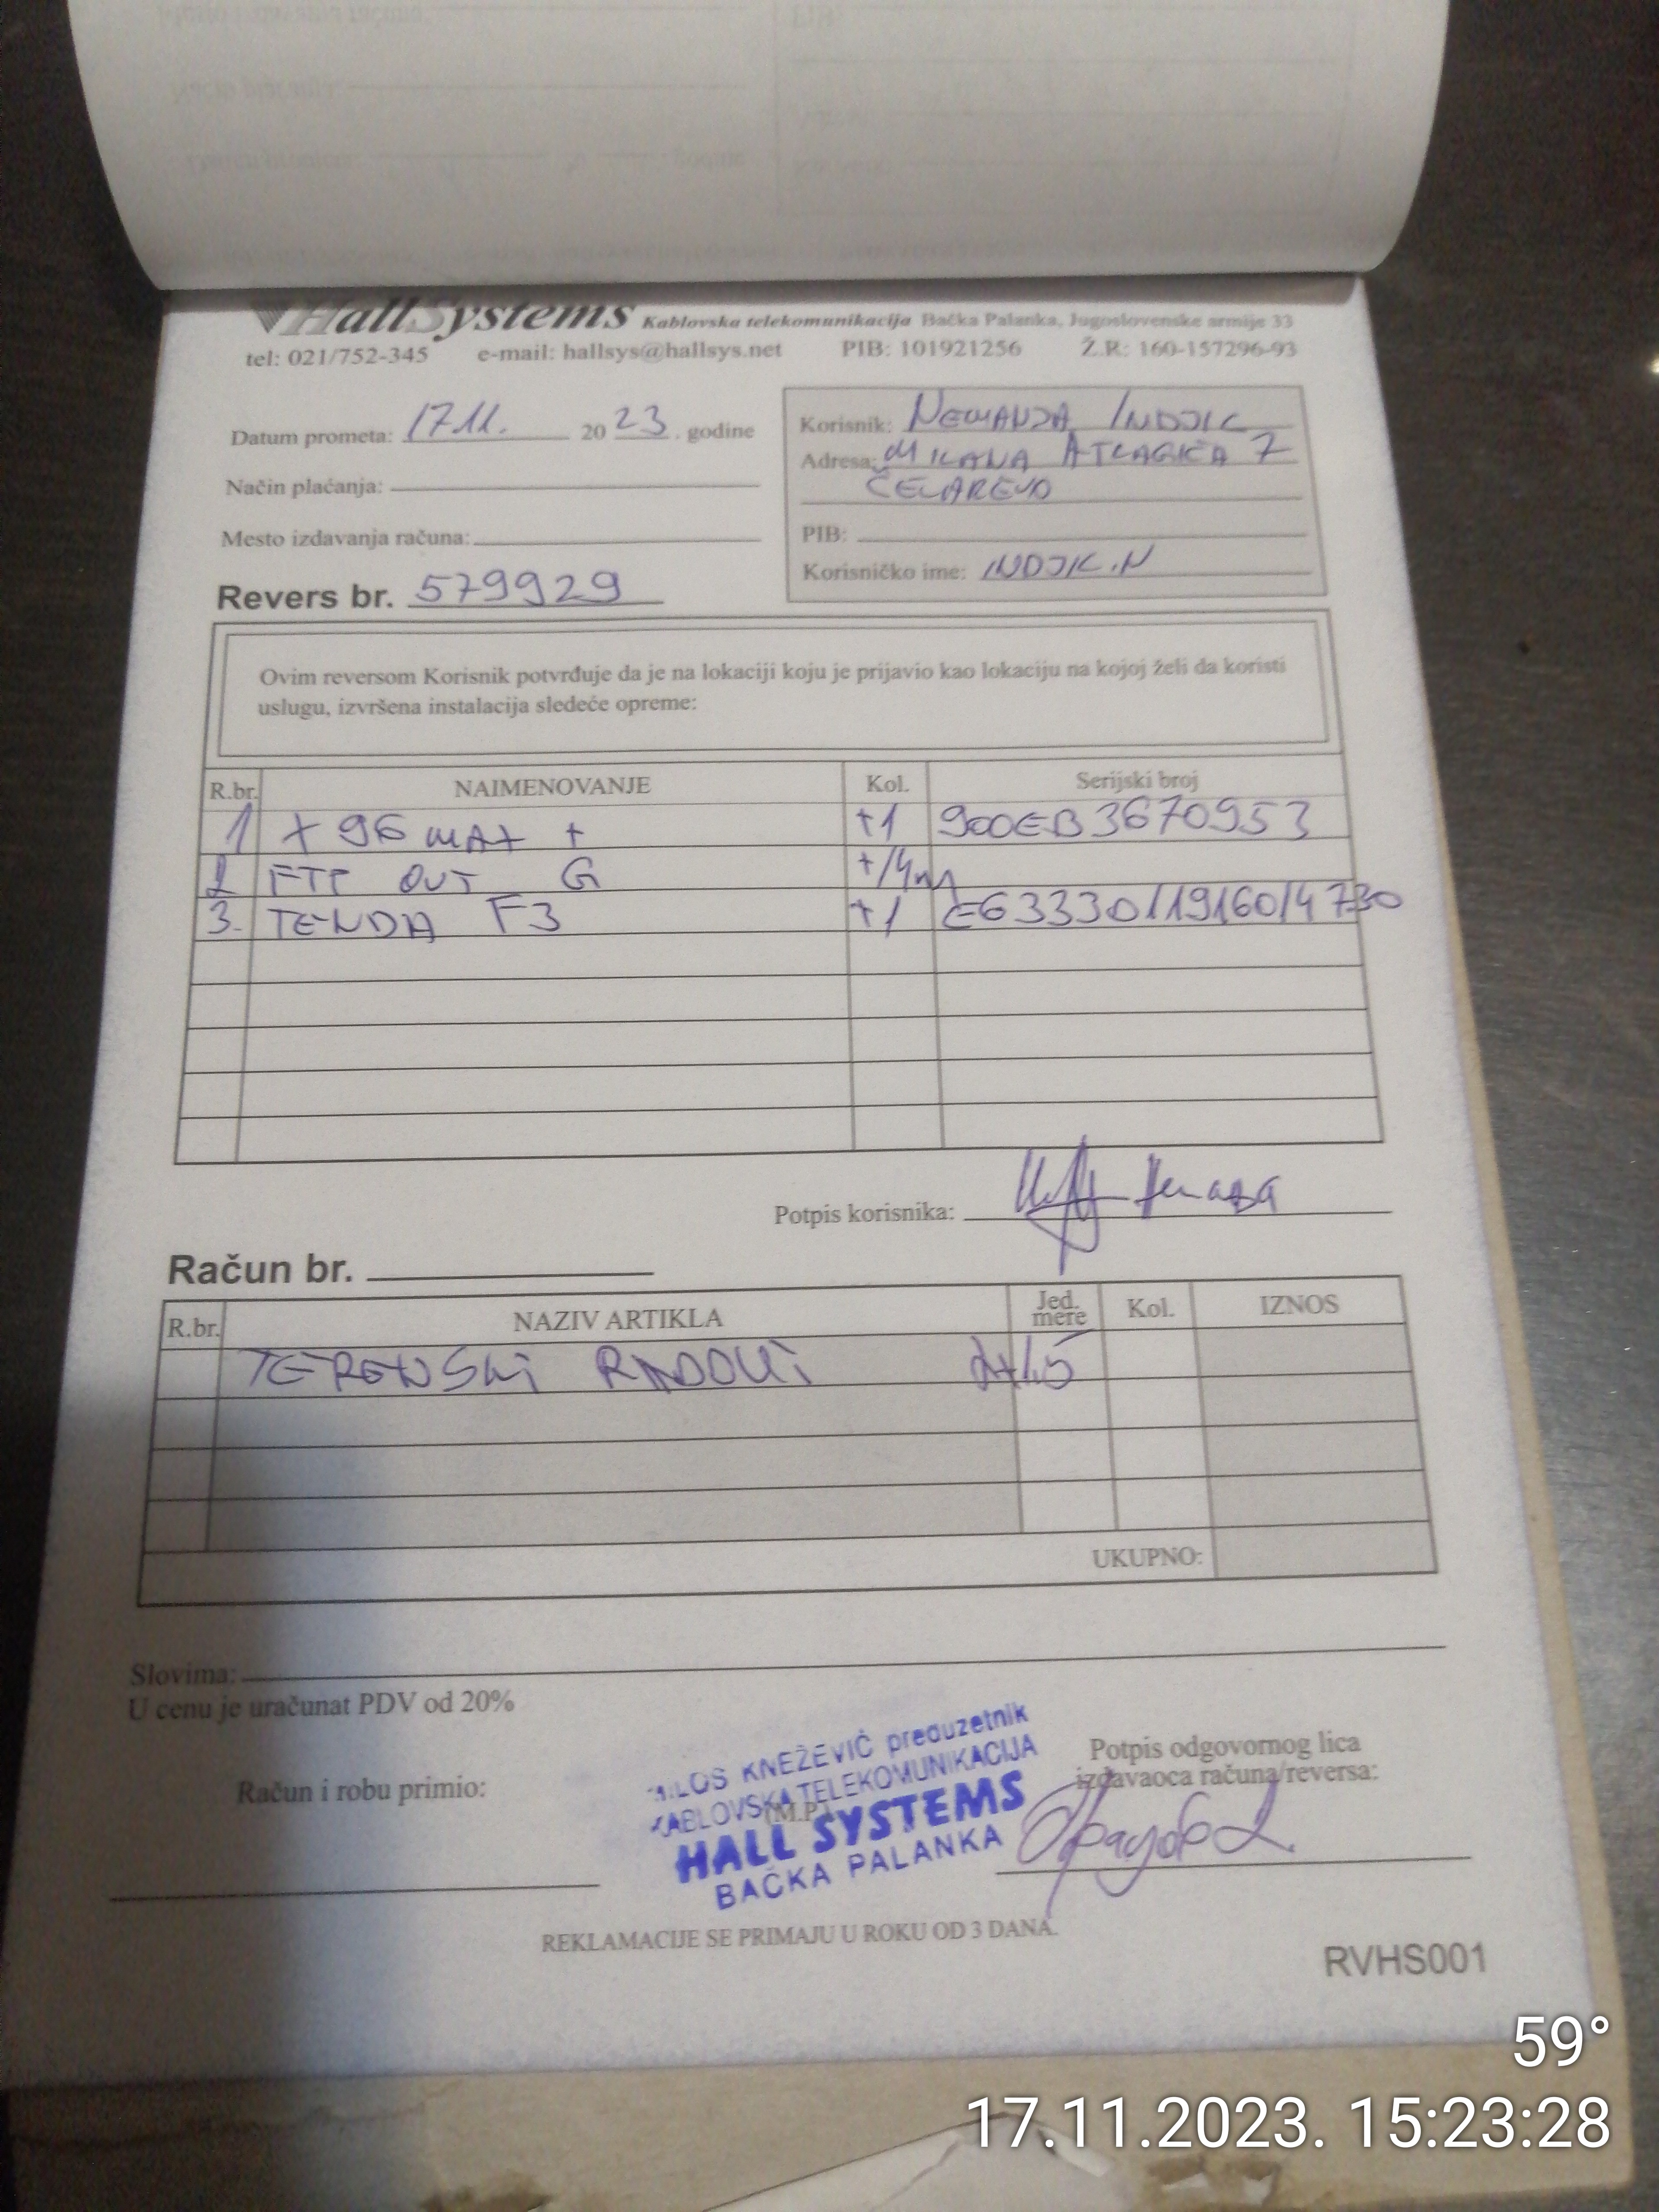 HallSystems Kablovska telekomunikacija Bačka Palanka, Jugoslovenske armije 33
tel: 021/752-345 e-mail: hallsys@hallsys.net PIB: 101921256 Ž.R: 160-157296-93
Datum prometa: 17.11. 20 23. godine
Način plaćanja:
Mesto izdavanja računa:
Revers br. 579929
Korisnik: NEMANJA INDJIC
Adresa: MILANA ATLAGIĆA 7
ČELAREVO
PIB:
Korisničko ime: INDJIC.N
Ovim reversom Korisnik potvrđuje da je na lokaciji koju je prijavio kao lokaciju na kojoj želi da koristi
uslugu, izvršena instalacija sledeće opreme:
R.br. NAIMENOVANJE Kol. Serijski broj
1 X96 MAX + +1 900EB3670953
2 FTP OUT G
3. TENDA F3 +1 E63330119160/4730
Potpis korisnika:
Račun br.
R.br. NAZIV ARTIKLA Jed. mere Kol. IZNOS
TERENSKI RADOVI
UKUPNO:
Slovima:
U cenu je uračunat PDV od 20%
Račun i robu primio:
(M.P.)
MILOŠ KNEŽEVIĆ preduzetnik
KABLOVSKA TELEKOMUNIKACIJA
HALL SYSTEMS
BAČKA PALANKA
Potpis odgovornog lica
izdavaoca računa/reversa:
REKLAMACIJE SE PRIMAJU U ROKU OD 3 DANA.
RVHS001
59°
17.11.2023. 15:23:28